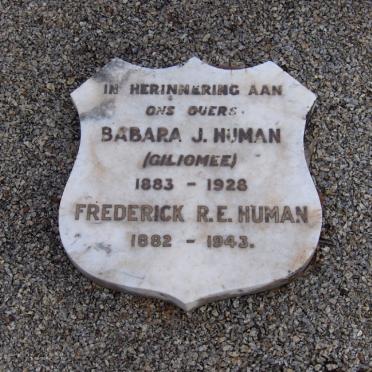 IN HERINNERING AAN
ONS OUERS
BABARA J. HUMAN
(GILIOMEE)
1883 - 1928
FREDERICK R.E. HUMAN
1882 - 1943.